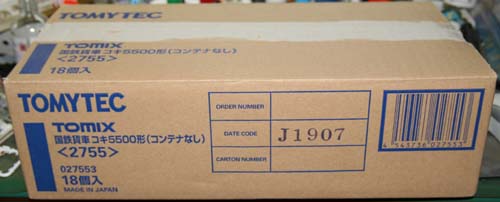 TOMYTEC
TOMIX
国鉄貨車 コキ5500形(コンテナなし)
<2755>
18個入
TOMYTEC
TOMIX
国鉄貨車 コキ5500形(コンテナなし)
<2755>
027553
18個入
MADE IN JAPAN
ORDER NUMBER
DATE CODE
J1907
CARTON NUMBER
4 543736 027553